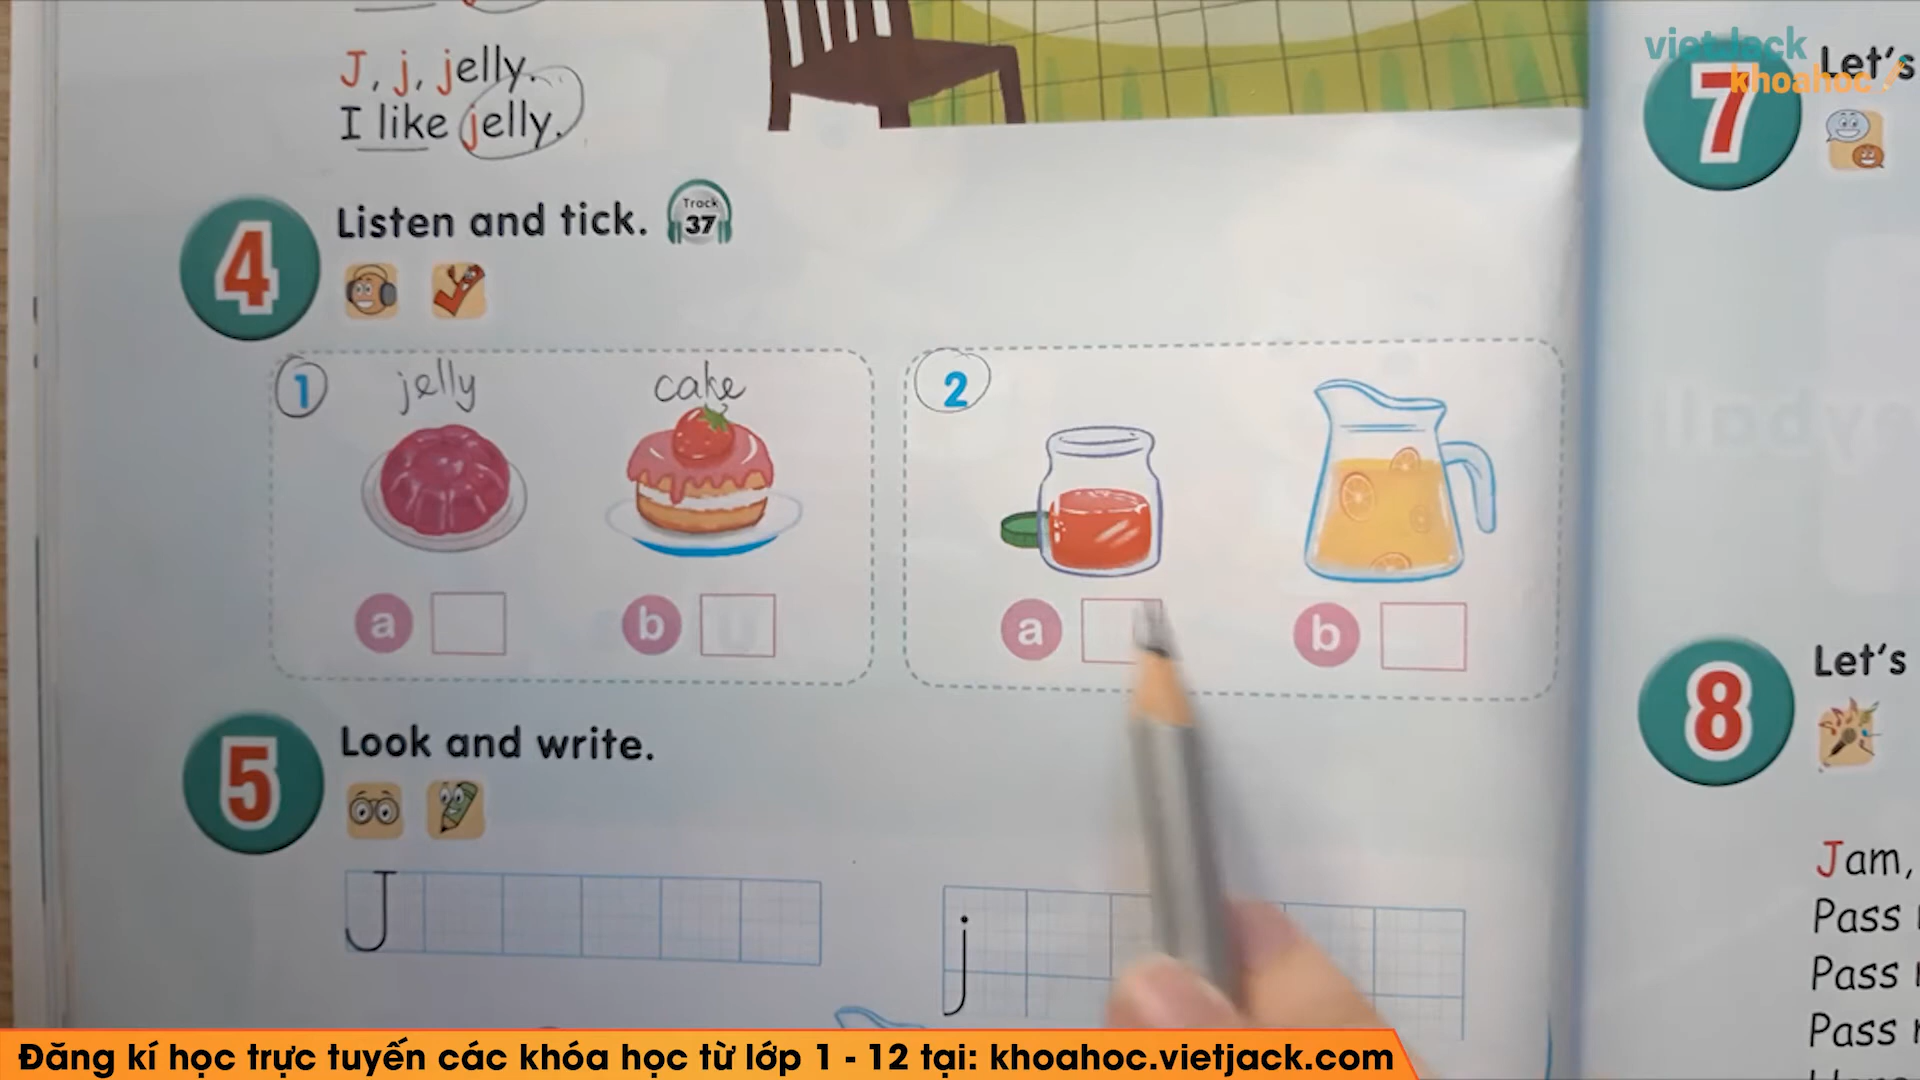 J, j, jelly.
I like jelly.
4
Listen and tick.
Track
37
1
jelly
cake
a
b
2
a
b
5
Look and write.
J
j
vietJack
khoahoc
7
Let's
8
Let's
Jam,
Pass
Pass
Pass
Đăng kí học trực tuyến các khóa học từ lớp 1 - 12 tại: khoahoc.vietjack.com